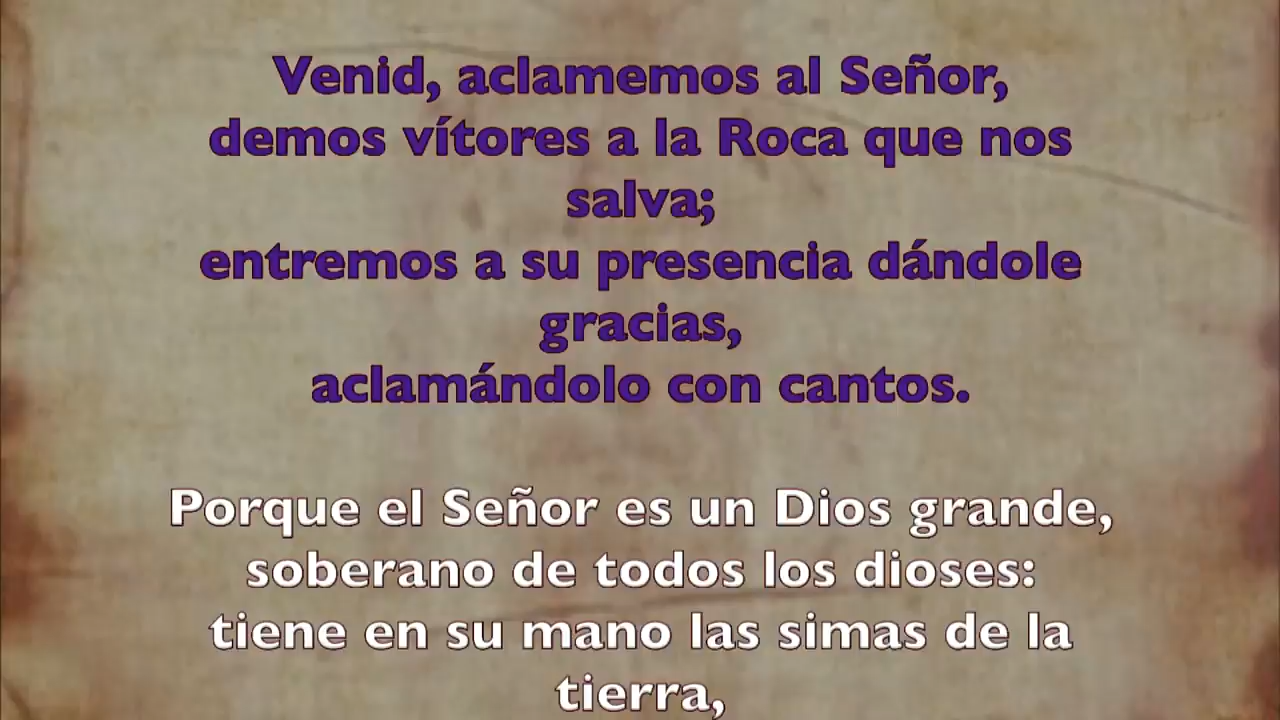 Venid, aclamemos al Señor,
demos vítores a la Roca que nos
salva;
entremos a su presencia dándole
gracias,
aclamándolo con cantos.
Porque el Señor es un Dios grande,
soberano de todos los dioses:
tiene en su mano las simas de la
tierra,